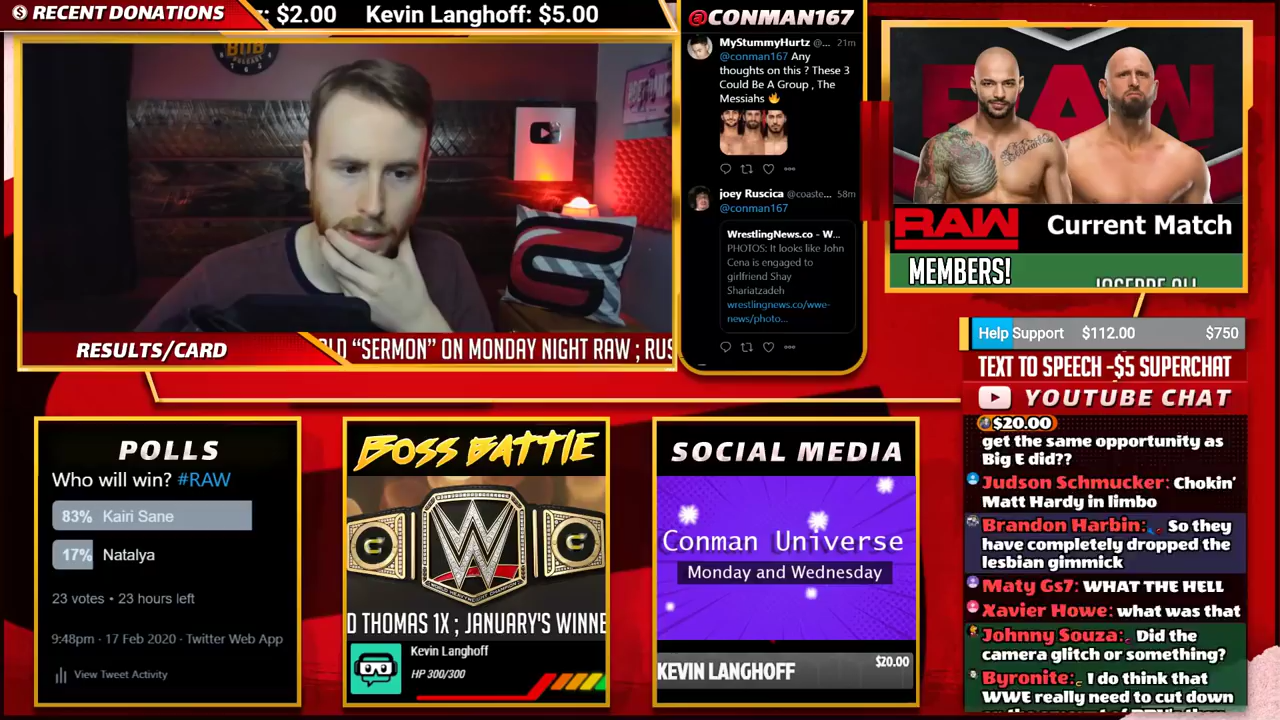 RECENT DONATIONS
: $2.00 Kevin Langhoff: $5.00
@CONMAN167
MyStummyHurtz @... 21m
@conman167 Any
thoughts on this ? These 3
Could Be A Group , The
Messiahs 🔥
joey Ruscica @coaste... 58m
@conman167
WrestlingNews.co - W...
PHOTOS: It looks like John
Cena is engaged to
girlfriend Shay
Shariatzadeh
wrestlingnews.co/wwe-
news/photo...
RAW
RAW Current Match
MEMBERS!
RESULTS/CARD
LD “SERMON” ON MONDAY NIGHT RAW ; RUS
Help Support $112.00 $750
TEXT TO SPEECH -$5 SUPERCHAT
YOUTUBE CHAT
$20.00
get the same opportunity as
Big E did??
Judson Schmucker: Chokin'
Matt Hardy in limbo
Brandon Harbin: So they
have completely dropped the
lesbian gimmick
Maty Gs7: WHAT THE HELL
Xavier Howe: what was that
Johnny Souza: Did the
camera glitch or something?
Byronite: I do think that
WWE really need to cut down
POLLS
Who will win? #RAW
83% Kairi Sane
17% Natalya
23 votes • 23 hours left
9:48pm · 17 Feb 2020 · Twitter Web App
View Tweet Activity
BOSS BATTLE
D THOMAS 1X ; JANUARY'S WINNE
Kevin Langhoff
HP 300/300
SOCIAL MEDIA
Conman Universe
Monday and Wednesday
KEVIN LANGHOFF $20.00